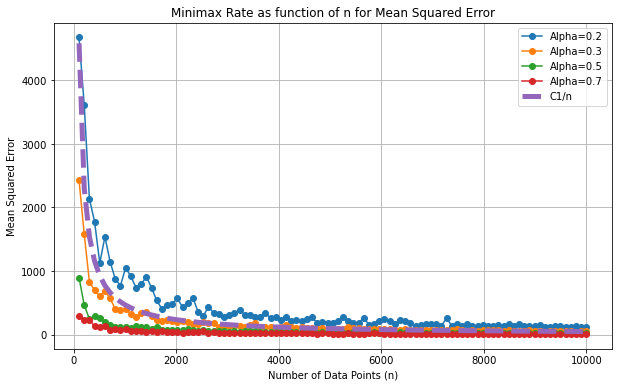 Minimax Rate as function of n for Mean Squared Error
Alpha=0.2
Alpha=0.3
Alpha=0.5
Alpha=0.7
C1/n
Mean Squared Error
4000
3000
2000
1000
0
0 2000 4000 6000 8000 10000
Number of Data Points (n)